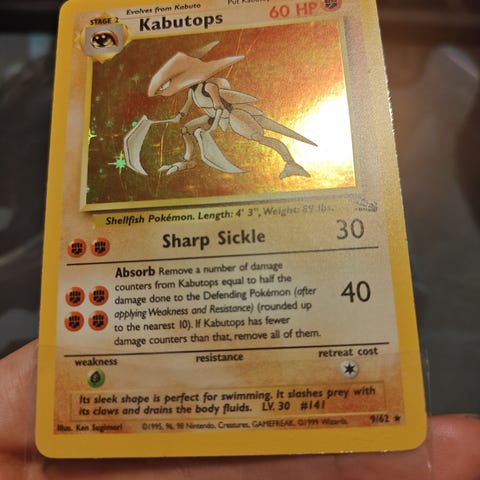 Evolves from Kabuto
Put Kabuto
STAGE 2
Kabutops
60 HP
Shellfish Pokémon. Length: 4' 3", Weight: 89 lbs.
Sharp Sickle 30
Absorb Remove a number of damage
counters from Kabutops equal to half the
damage done to the Defending Pokémon (after
applying Weakness and Resistance) (rounded up
to the nearest 10). If Kabutops has fewer
damage counters than that, remove all of them.
40
weakness resistance retreat cost
Its sleek shape is perfect for swimming. It slashes prey with
its claws and drains the body fluids. LV. 30 #141
Illus. Ken Sugimori ©1995, 96, 98 Nintendo, Creatures, GAMEFREAK. ©1999 Wizards. 9/62